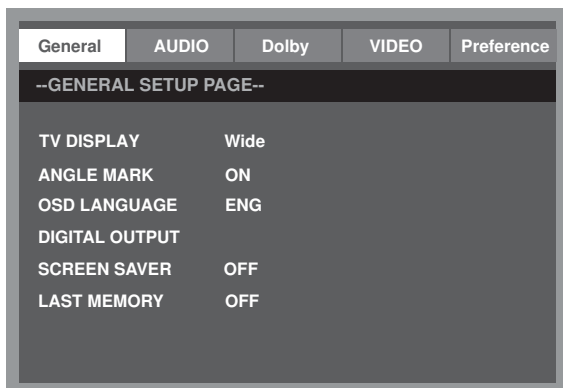 General AUDIO Dolby VIDEO Preference
--GENERAL SETUP PAGE--
TV DISPLAY Wide
ANGLE MARK ON
OSD LANGUAGE ENG
DIGITAL OUTPUT
SCREEN SAVER OFF
LAST MEMORY OFF